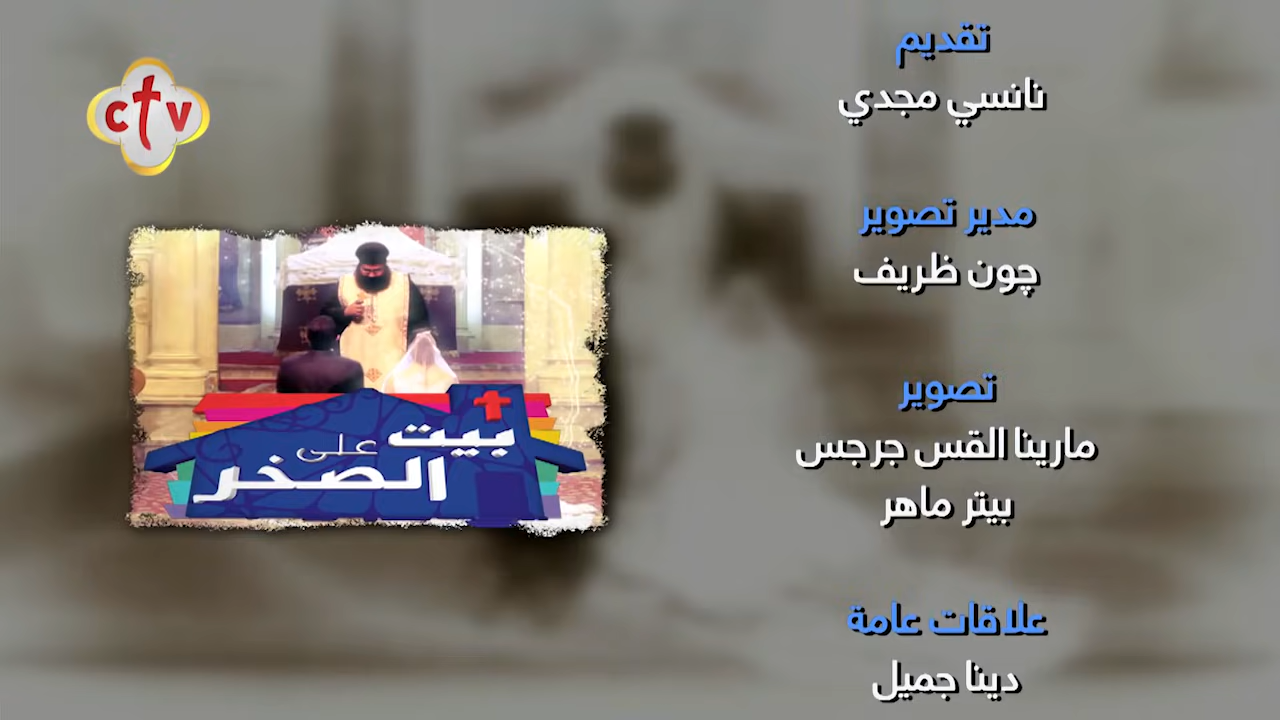 ctv
بيت على
الصخر
تقديم
نانسي مجدي
مدير تصوير
چون ظريف
تصوير
مارينا القس جرجس
بيتر ماهر
علاقات عامة
دينا جميل